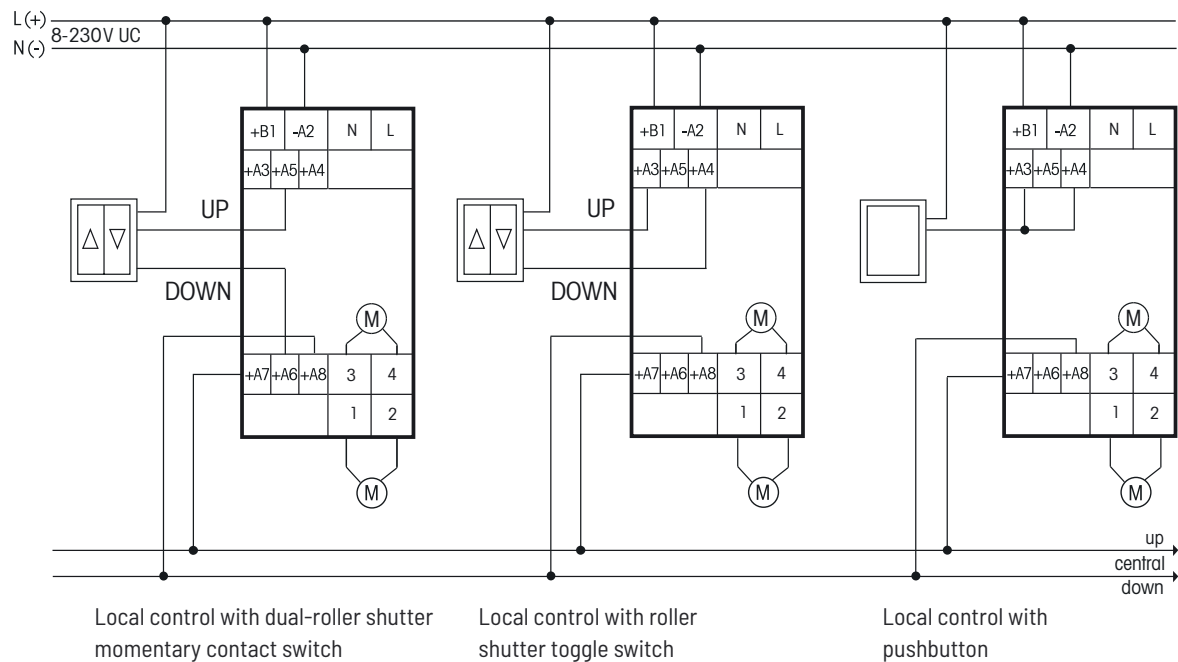 L(+)
8-230V UC
N(-)
+B1 -A2 N L
+A3 +A5 +A4
UP
DOWN
M
+A7 +A6 +A8 3 4
1 2
M
+B1 -A2 N L
+A3 +A5 +A4
UP
DOWN
M
+A7 +A6 +A8 3 4
1 2
M
+B1 -A2 N L
+A3 +A5 +A4
M
+A7 +A6 +A8 3 4
1 2
M
up
central
down
Local control with dual-roller shutter
momentary contact switch
Local control with roller
shutter toggle switch
Local control with
pushbutton